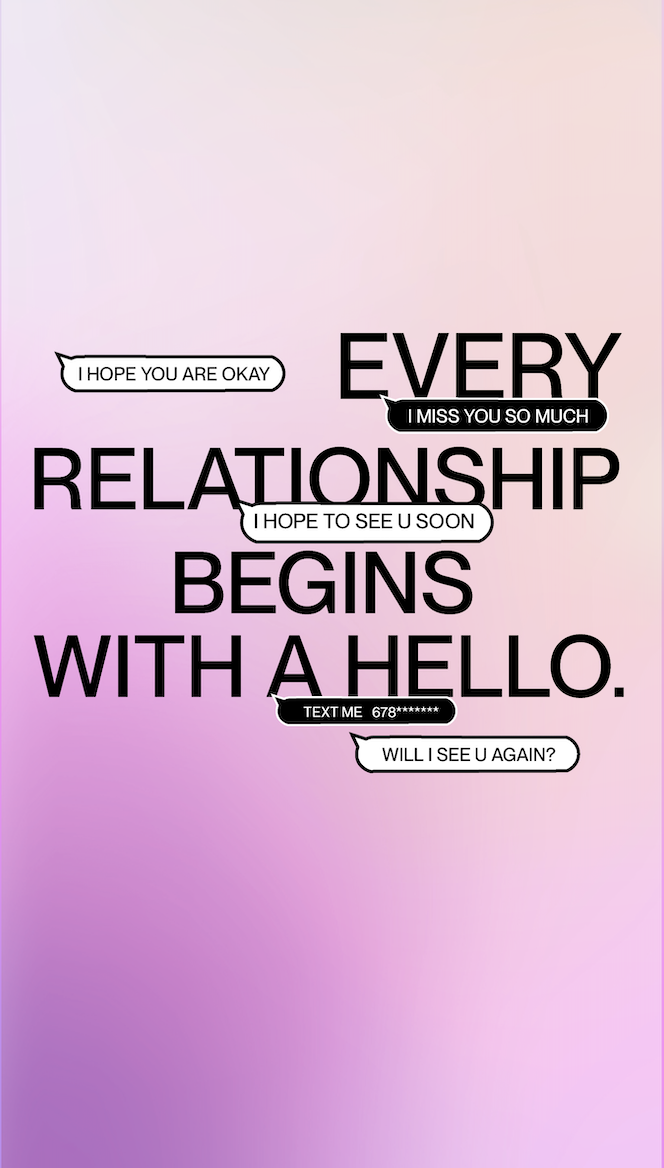 I HOPE YOU ARE OKAY
EVERY
I MISS YOU SO MUCH
RELATIONSHIP
I HOPE TO SEE U SOON
BEGINS
WITH A HELLO.
TEXT ME 678*******
WILL I SEE U AGAIN?